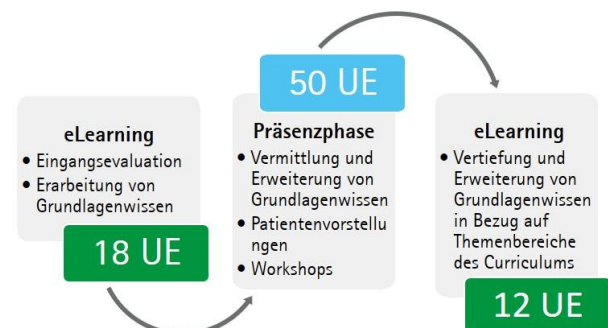 eLearning
• Eingangsevaluation
• Erarbeitung von
Grundlagenwissen
18 UE
50 UE
Präsenzphase
• Vermittlung und
Erweiterung von
Grundlagenwissen
• Patientenvorstellu
ngen
• Workshops
eLearning
• Vertiefung und
Erweiterung von
Grundlagenwissen
in Bezug auf
Themenbereiche
des Curriculums
12 UE